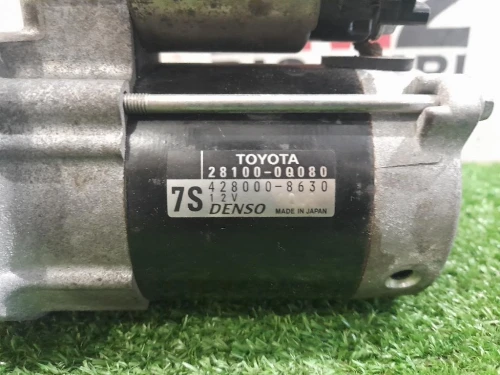 TOYOTA
28100-0Q080
7S 428000-8630
12V
DENSO MADE IN JAPAN